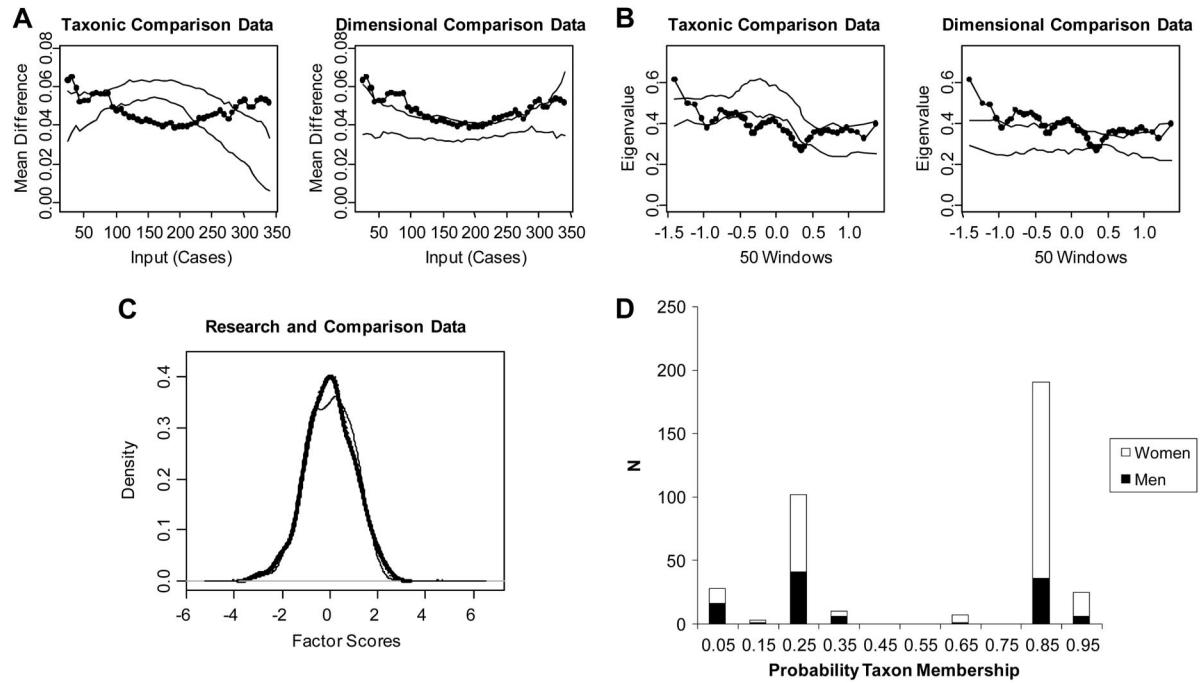 A
Taxonic Comparison Data
Dimensional Comparison Data
Mean Difference
0.00 0.02 0.04 0.06 0.08
50 100 150 200 250 300 350
Input (Cases)
Mean Difference
0.00 0.02 0.04 0.06 0.08
50 100 150 200 250 300 350
Input (Cases)
B
Taxonic Comparison Data
Dimensional Comparison Data
Eigenvalue
0.0 0.2 0.4 0.6
-1.5 -1.0 -0.5 0.0 0.5 1.0
50 Windows
Eigenvalue
0.0 0.2 0.4 0.6
-1.5 -1.0 -0.5 0.0 0.5 1.0
50 Windows
C
Research and Comparison Data
Density
0.0 0.1 0.2 0.3 0.4
-6 -4 -2 0 2 4 6
Factor Scores
D
250
200
150
100
50
0
N
0.05 0.15 0.25 0.35 0.45 0.55 0.65 0.75 0.85 0.95
Probability Taxon Membership
Women
Men